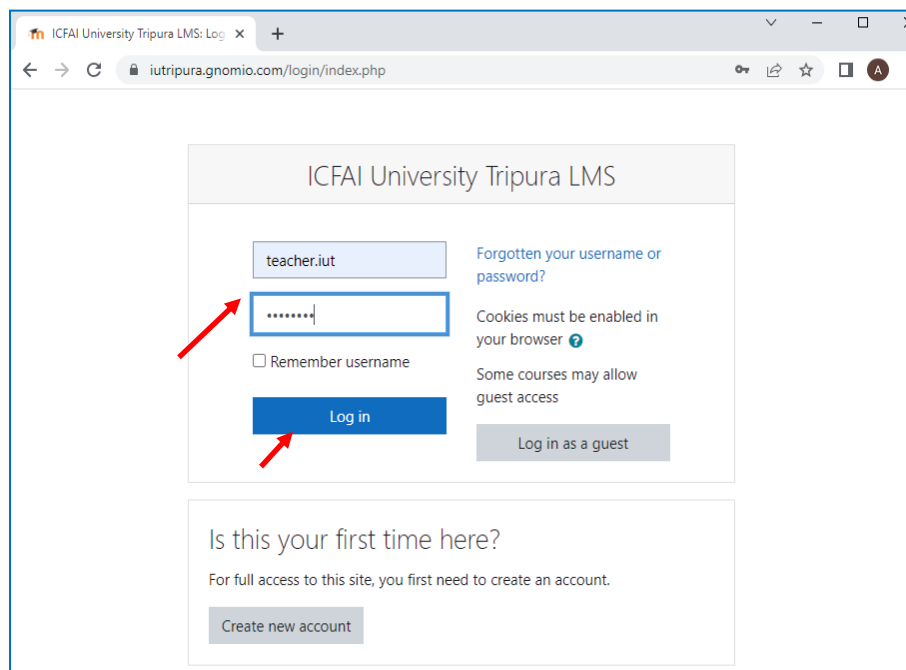 ICFAI University Tripura LMS: Log
iutripura.gnomio.com/login/index.php
A
ICFAI University Tripura LMS
teacher.iut
••••••••
Remember username
Log in
Forgotten your username or
password?
Cookies must be enabled in
your browser ?
Some courses may allow
guest access
Log in as a guest
Is this your first time here?
For full access to this site, you first need to create an account.
Create new account